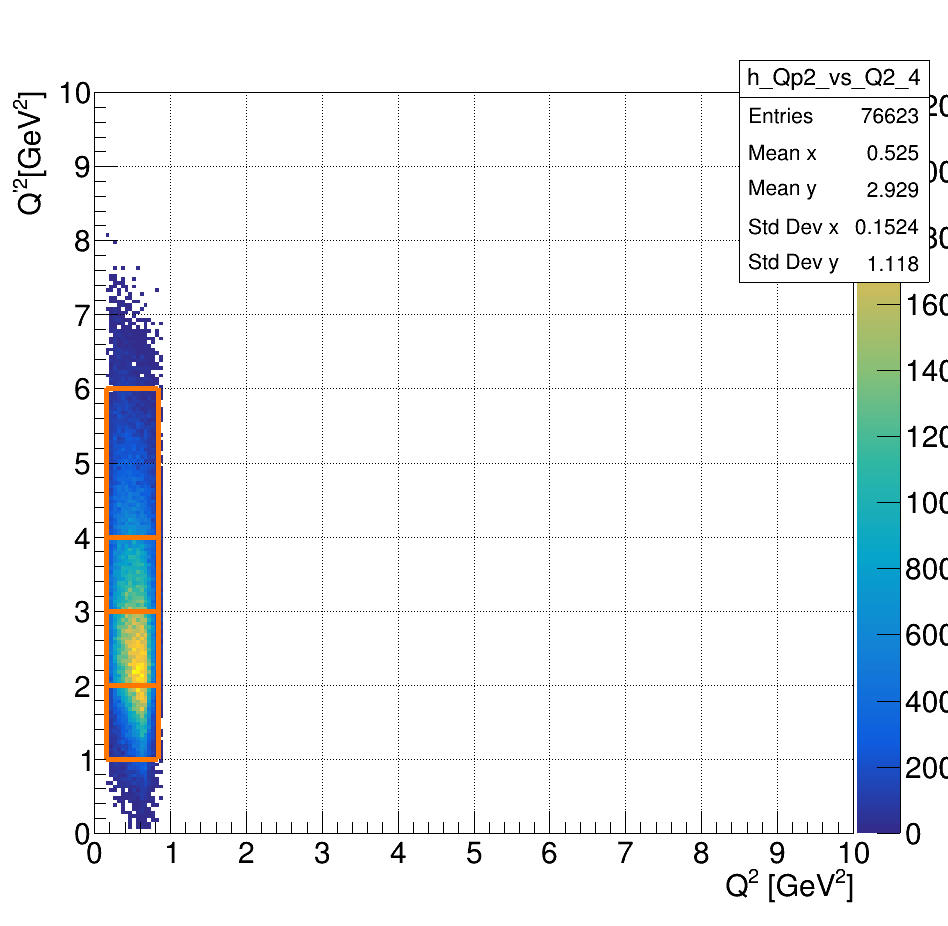 h_Qp2_vs_Q2_4
Entries 76623
Mean x 0.525
Mean y 2.929
Std Dev x 0.1524
Std Dev y 1.118
Q'2[GeV2]
10
9
8
7
6
5
4
3
2
1
0
0 1 2 3 4 5 6 7 8 9 10
Q2 [GeV2]
160
140
120
100
800
600
400
200
0